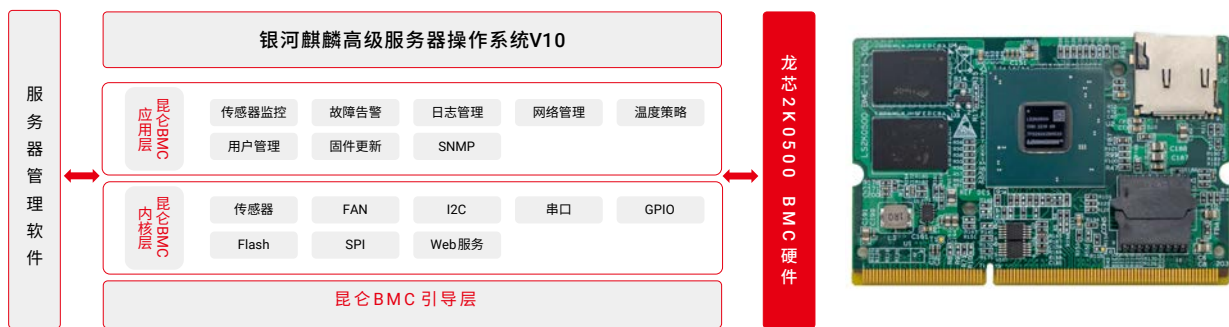 服务器管理软件
银河麒麟高级服务器操作系统V10
昆仑BMC
应用层
传感器监控 故障告警 日志管理 网络管理 温度策略
用户管理 固件更新 SNMP
昆仑BMC
内核层
传感器 FAN I2C 串口 GPIO
Flash SPI Web服务
昆仑BMC 引导层
龙芯2K0500 BMC硬件
LS2K0500